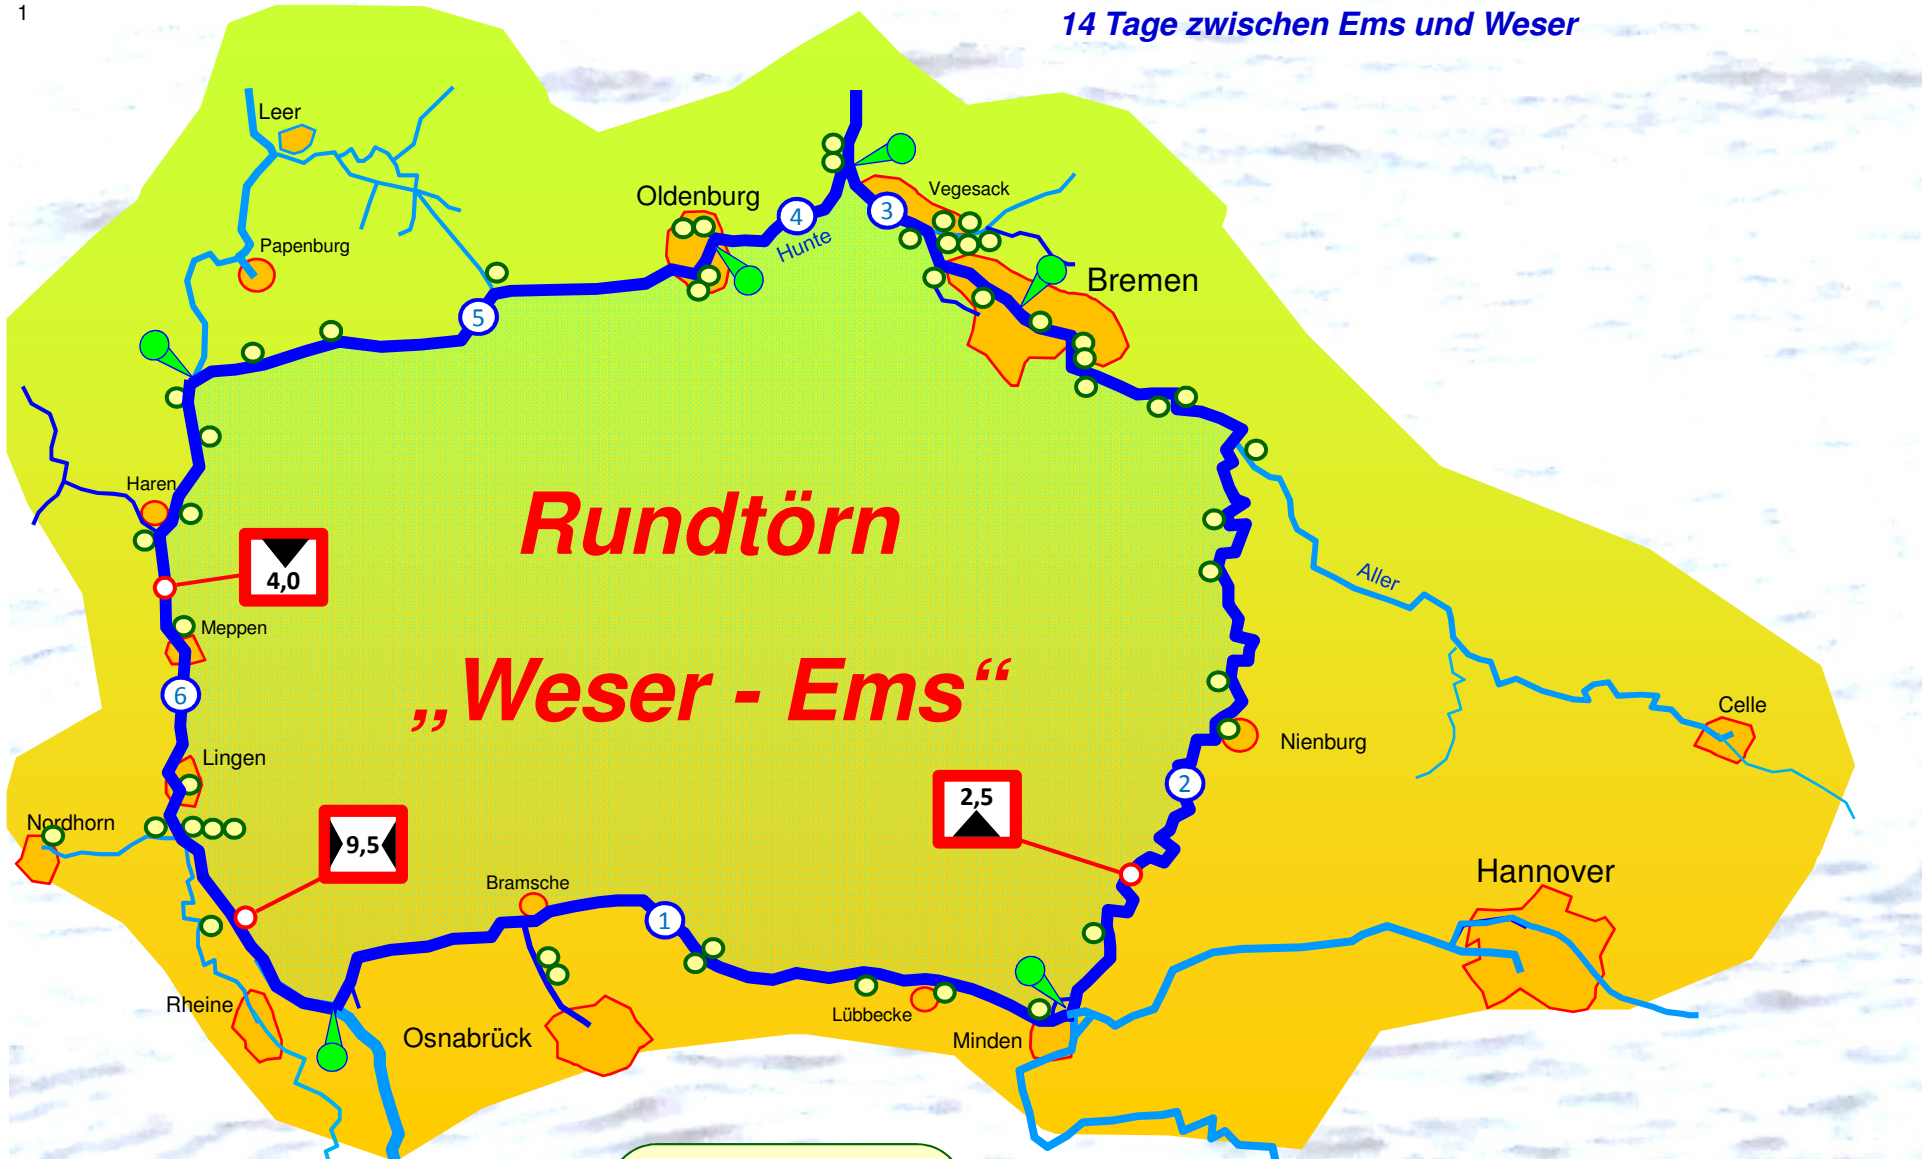 1
14 Tage zwischen Ems und Weser
Leer
Oldenburg
Vegesack
4
3
Hunte
Papenburg
Bremen
5
Haren
Rundtörn
4,0
Aller
Meppen
„Weser - Ems“
6
Celle
Nienburg
Lingen
2
2,5
Nordhorn
9,5
Hannover
Bramsche
1
Rheine
Lübbecke
Osnabrück
Minden